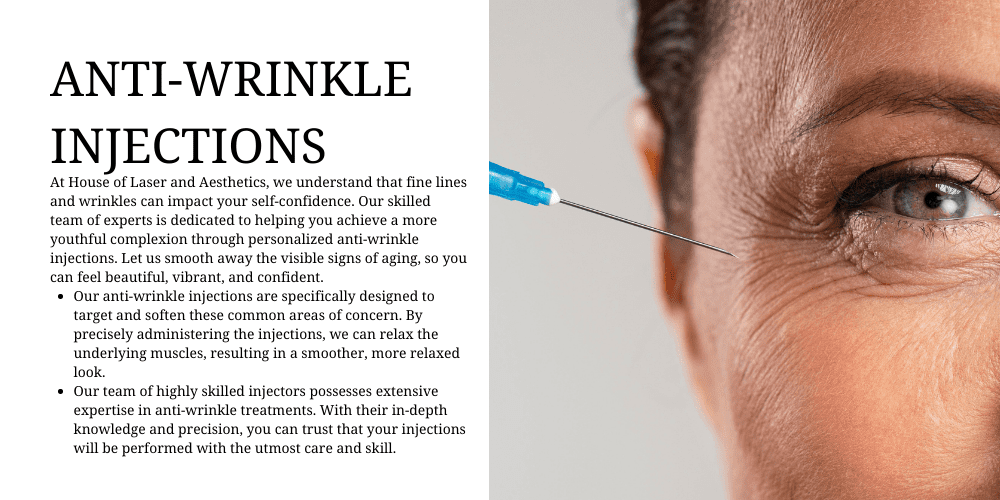 ANTI-WRINKLE
INJECTIONS
At House of Laser and Aesthetics, we understand that fine lines
and wrinkles can impact your self-confidence. Our skilled
team of experts is dedicated to helping you achieve a more
youthful complexion through personalized anti-wrinkle
injections. Let us smooth away the visible signs of aging, so you
can feel beautiful, vibrant, and confident.
• Our anti-wrinkle injections are specifically designed to
target and soften these common areas of concern. By
precisely administering the injections, we can relax the
underlying muscles, resulting in a smoother, more relaxed
look.
• Our team of highly skilled injectors possesses extensive
expertise in anti-wrinkle treatments. With their in-depth
knowledge and precision, you can trust that your injections
will be performed with the utmost care and skill.